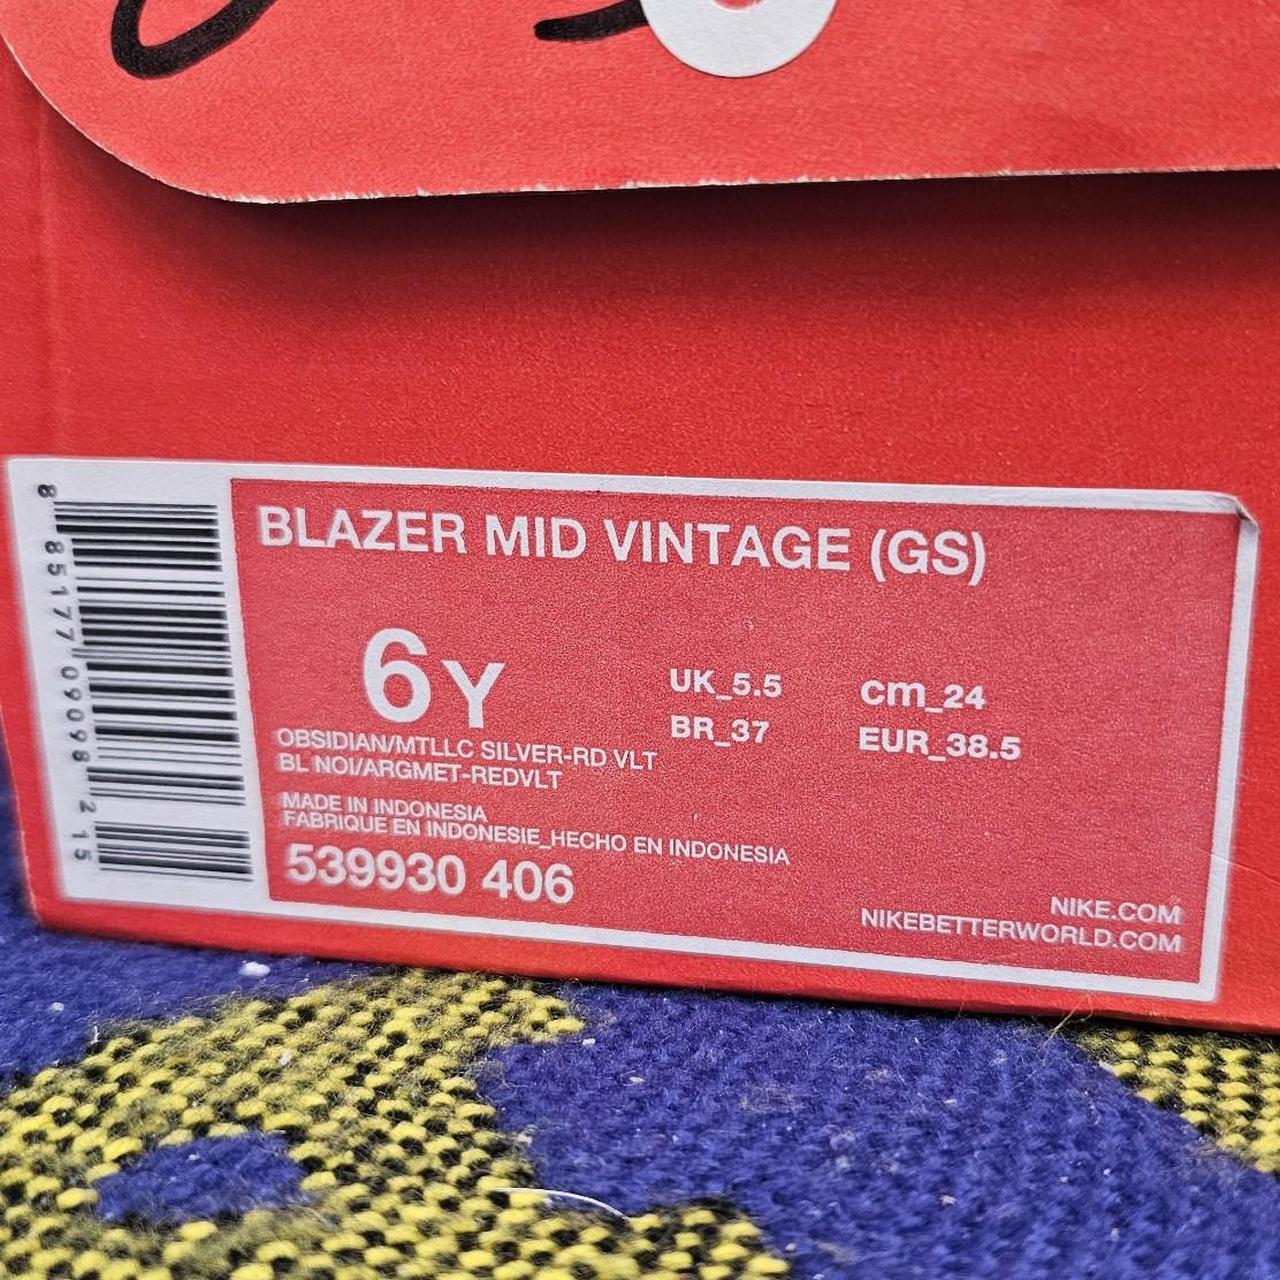 BLAZER MID VINTAGE (GS)
6Y
UK_5.5 cm_24
BR_37 EUR_38.5
OBSIDIAN/MTLLC SILVER-RD VLT
BL NOI/ARGMET-REDVLT
MADE IN INDONESIA
FABRIQUE EN INDONESIE_HECHO EN INDONESIA
539930 406
NIKE.COM
NIKEBETTERWORLD.COM
8 85177 09098 2 15